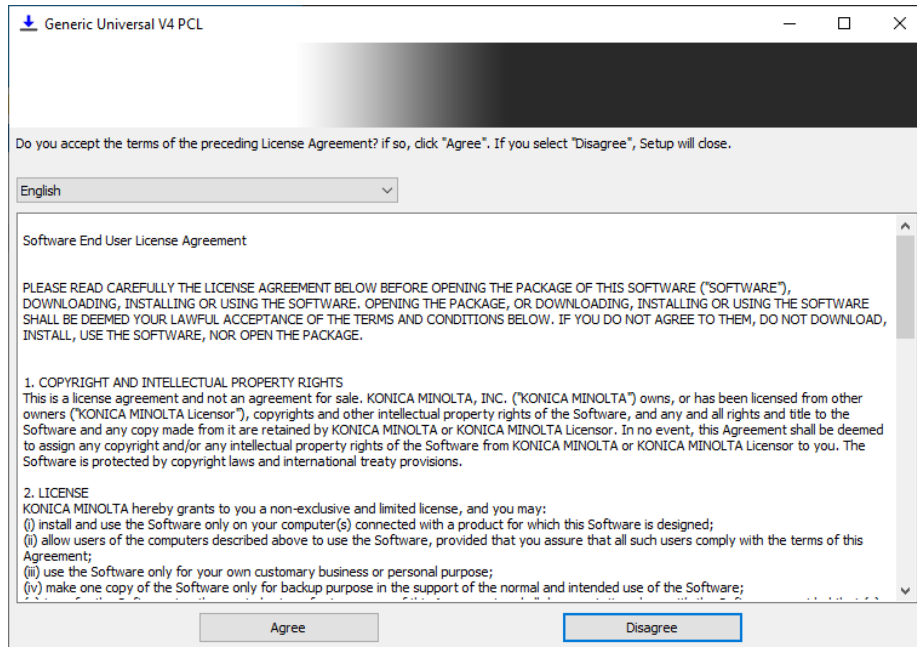 Generic Universal V4 PCL
Do you accept the terms of the preceding License Agreement? if so, click "Agree". If you select "Disagree", Setup will close.
English
Software End User License Agreement
PLEASE READ CAREFULLY THE LICENSE AGREEMENT BELOW BEFORE OPENING THE PACKAGE OF THIS SOFTWARE ("SOFTWARE"),
DOWNLOADING, INSTALLING OR USING THE SOFTWARE. OPENING THE PACKAGE, OR DOWNLOADING, INSTALLING OR USING THE SOFTWARE
SHALL BE DEEMED YOUR LAWFUL ACCEPTANCE OF THE TERMS AND CONDITIONS BELOW. IF YOU DO NOT AGREE TO THEM, DO NOT DOWNLOAD,
INSTALL, USE THE SOFTWARE, NOR OPEN THE PACKAGE.
1. COPYRIGHT AND INTELLECTUAL PROPERTY RIGHTS
This is a license agreement and not an agreement for sale. KONICA MINOLTA, INC. ("KONICA MINOLTA") owns, or has been licensed from other
owners ("KONICA MINOLTA Licensor"), copyrights and other intellectual property rights of the Software, and any and all rights and title to the
Software and any copy made from it are retained by KONICA MINOLTA or KONICA MINOLTA Licensor. In no event, this Agreement shall be deemed
to assign any copyright and/or any intellectual property rights of the Software from KONICA MINOLTA or KONICA MINOLTA Licensor to you. The
Software is protected by copyright laws and international treaty provisions.
2. LICENSE
KONICA MINOLTA hereby grants to you a non-exclusive and limited license, and you may:
(i) install and use the Software only on your computer(s) connected with a product for which this Software is designed;
(ii) allow users of the computers described above to use the Software, provided that you assure that all such users comply with the terms of this
Agreement;
(iii) use the Software only for your own customary business or personal purpose;
(iv) make one copy of the Software only for backup purpose in the support of the normal and intended use of the Software;
Agree
Disagree